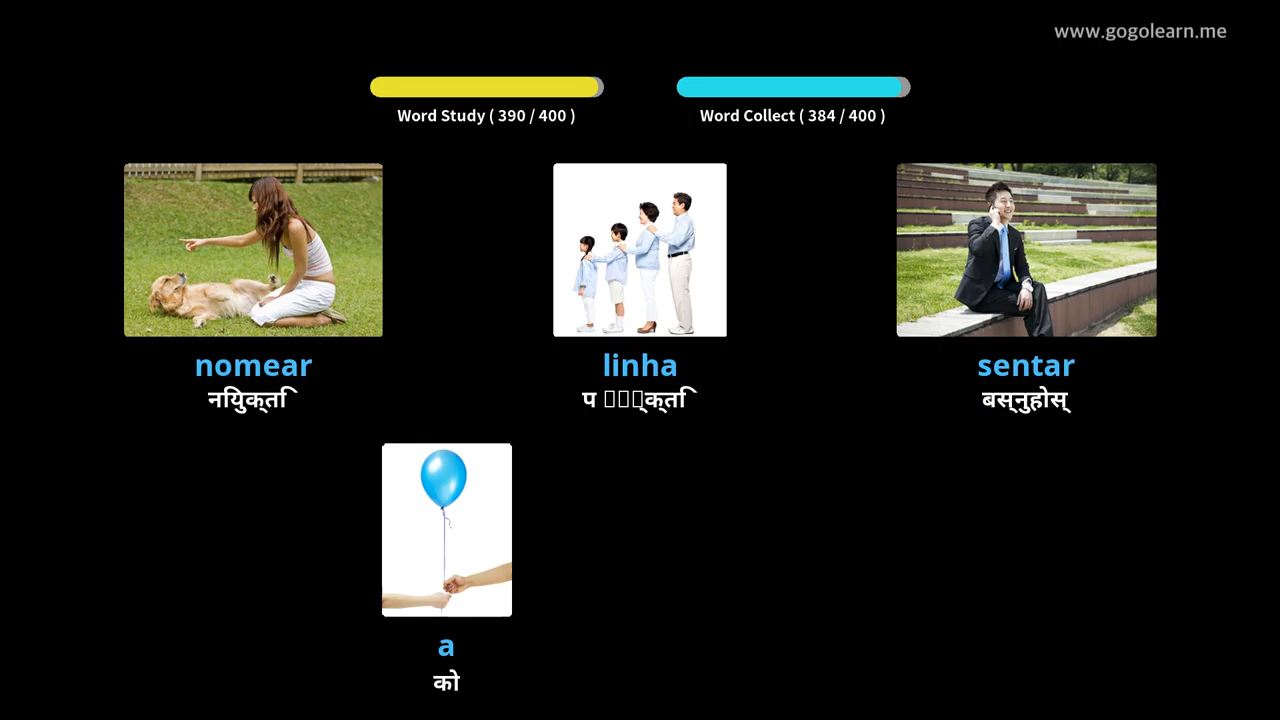 www.gogolearn.me
Word Study ( 390 / 400 )
Word Collect ( 384 / 400 )
nomear
नियुक्ति
linha
sentar
बस्नुहोस्
a
को